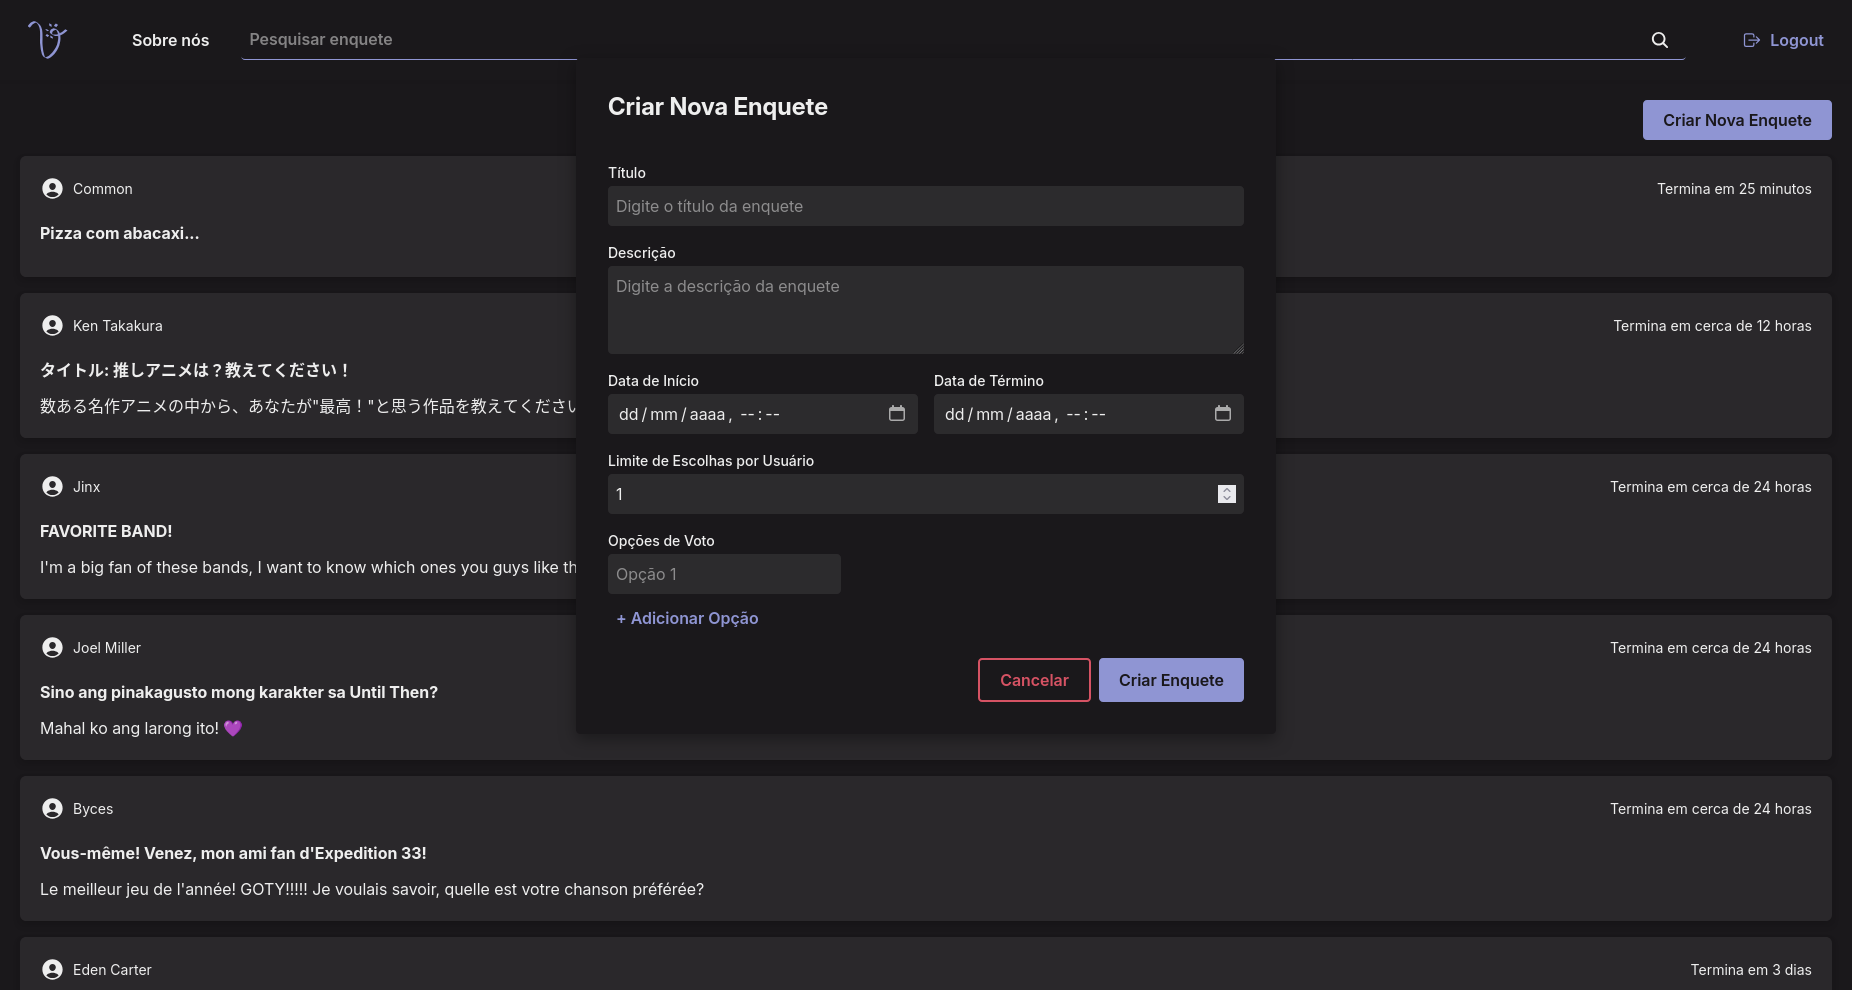 Sobre nós
Pesquisar enquete
Logout
Criar Nova Enquete
Common
Termina em 25 minutos
Pizza com abacaxi...
Ken Takakura
Termina em cerca de 12 horas
タイトル: 推しアニメは？教えてください！
数ある名作アニメの中から、あなたが"最高！"と思う作品を教えてくださ
Jinx
Termina em cerca de 24 horas
FAVORITE BAND!
I'm a big fan of these bands, I want to know which ones you guys like th
Joel Miller
Termina em cerca de 24 horas
Sino ang pinakagusto mong karakter sa Until Then?
Mahal ko ang larong ito! 💜
Byces
Termina em cerca de 24 horas
Vous-même! Venez, mon ami fan d'Expedition 33!
Le meilleur jeu de l'année! GOTY!!!!! Je voulais savoir, quelle est votre chanson préférée?
Eden Carter
Termina em 3 dias
Criar Nova Enquete
Título
Digite o título da enquete
Descrição
Digite a descrição da enquete
Data de Início
Data de Término
dd/mm/aaaa, --:--
dd/mm/aaaa, --:--
Limite de Escolhas por Usuário
1
Opções de Voto
Opção 1
+ Adicionar Opção
Cancelar
Criar Enquete